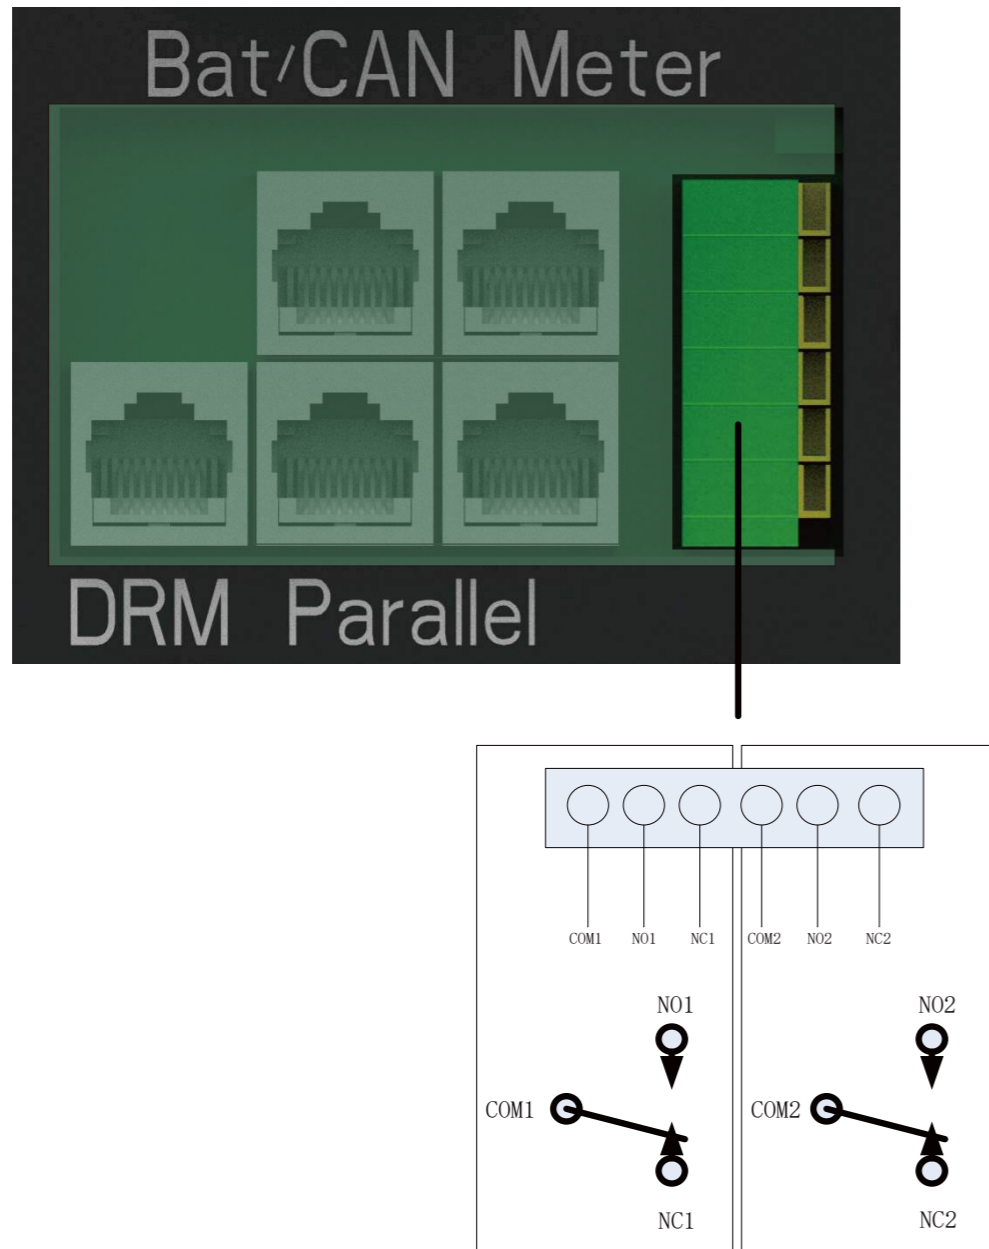 Bat/CAN Meter
DRM Parallel
COM1 NO1 NC1 COM2 NO2 NC2
NO1 NO2
COM1 COM2
NC1 NC2